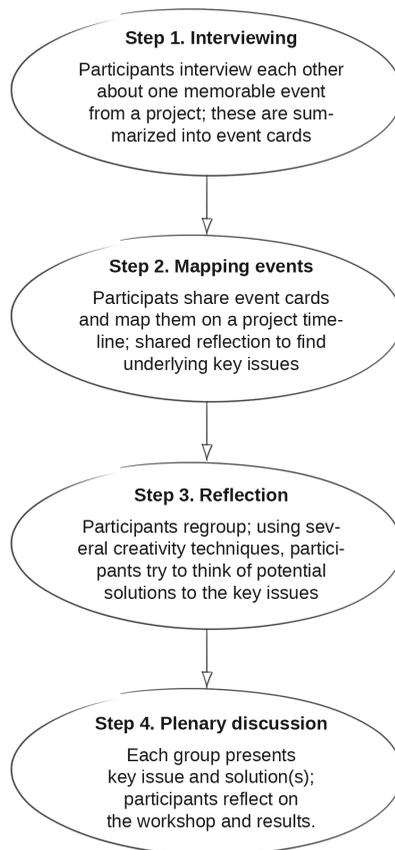 Step 1. Interviewing
Participants interview each other
about one memorable event
from a project; these are sum-
marized into event cards
Step 2. Mapping events
Participats share event cards
and map them on a project time-
line; shared reflection to find
underlying key issues
Step 3. Reflection
Participants regroup; using sev-
eral creativity techniques, partici-
pants try to think of potential
solutions to the key issues
Step 4. Plenary discussion
Each group presents
key issue and solution(s);
participants reflect on
the workshop and results.